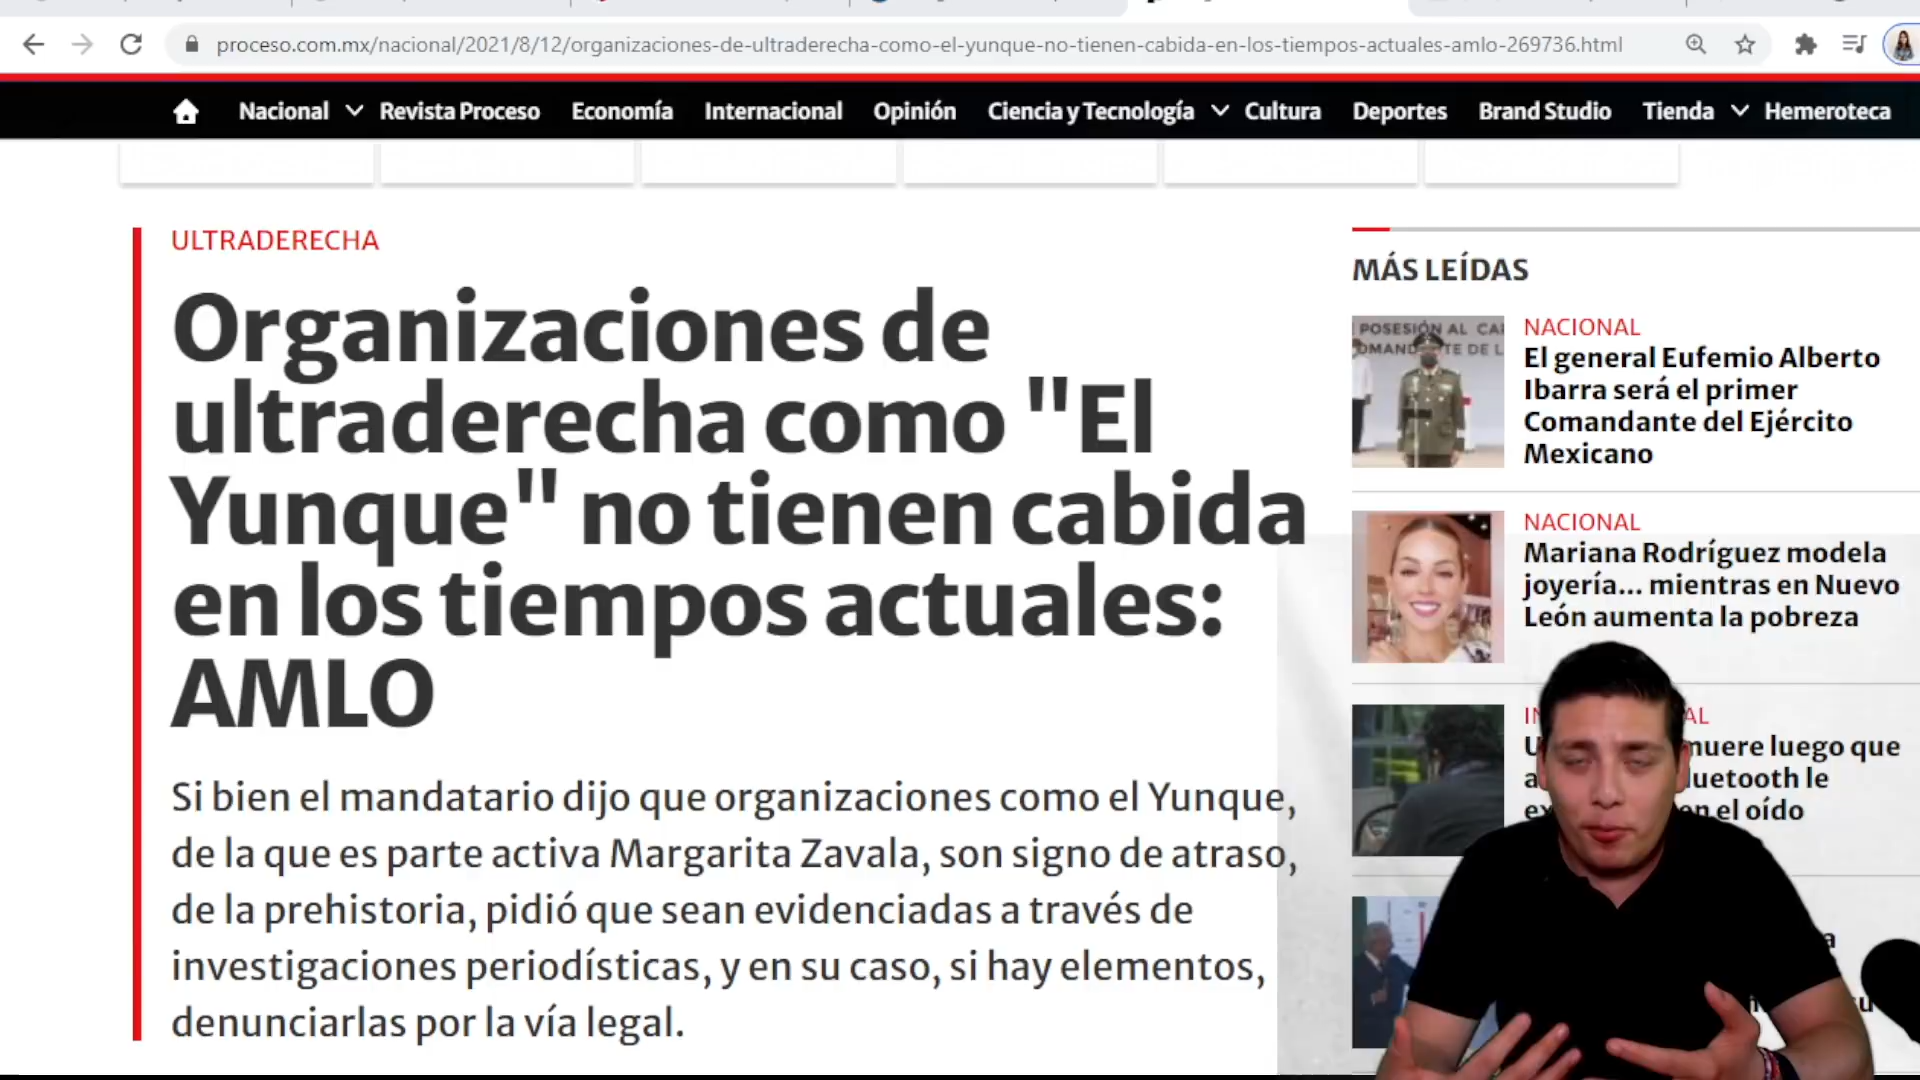 proceso.com.mx/nacional/2021/8/12/organizaciones-de-ultraderecha-como-el-yunque-no-tienen-cabida-en-los-tiempos-actuales-amlo-269736.html
Nacional Revista Proceso Economía Internacional Opinión Ciencia y Tecnología Cultura Deportes Brand Studio Tienda Hemeroteca
ULTRADERECHA
Organizaciones de
ultraderecha como "El
Yunque" no tienen cabida
en los tiempos actuales:
AMLO
Si bien el mandatario dijo que organizaciones como el Yunque,
de la que es parte activa Margarita Zavala, son signo de atraso,
de la prehistoria, pidió que sean evidenciadas a través de
investigaciones periodísticas, y en su caso, si hay elementos,
denunciarlas por la vía legal.
MÁS LEÍDAS
POSESIÓN AL
NACIONAL
El general Eufemio Alberto
Ibarra será el primer
Comandante del Ejército
Mexicano
NACIONAL
Mariana Rodríguez modela
joyería... mientras en Nuevo
León aumenta la pobreza
muere luego que
le
en el oído